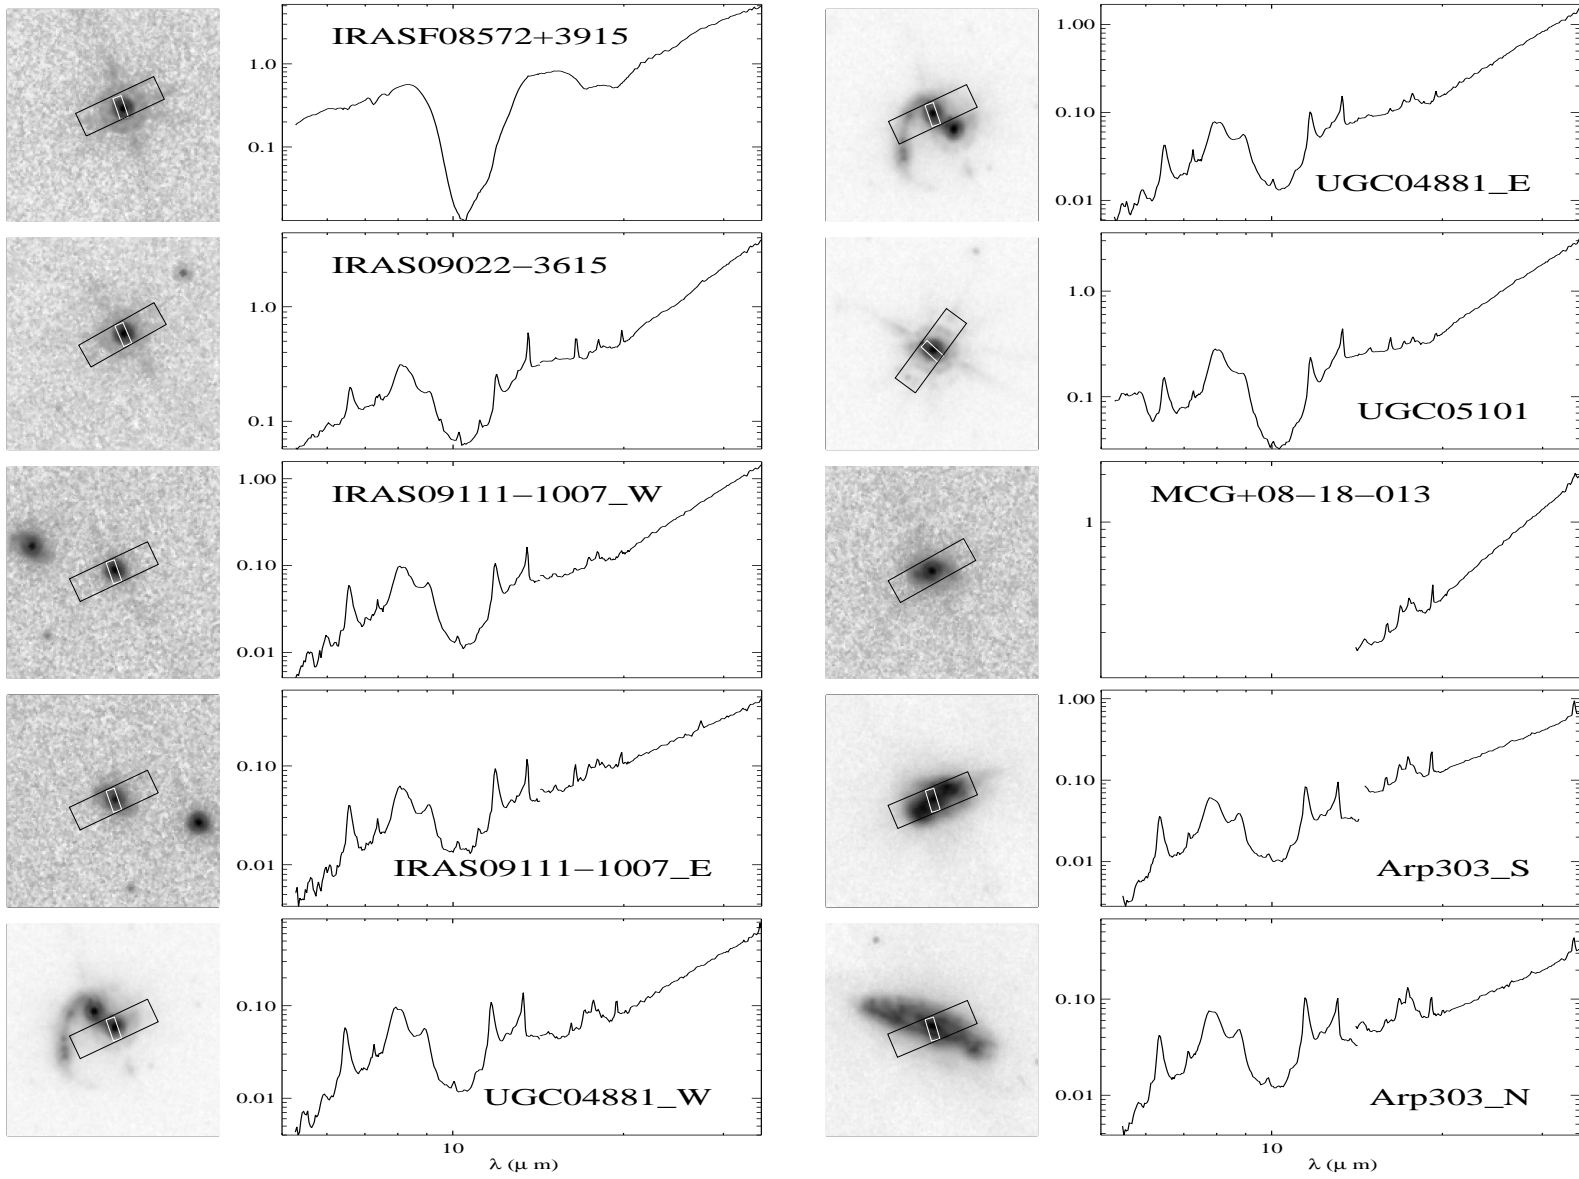 IRASF08572+3915
1.0
0.1
UGC04881_E
1.00
0.10
0.01
IRAS09022−3615
1.0
0.1
UGC05101
1.0
0.1
IRAS09111−1007_W
1.00
0.10
0.01
MCG+08−18−013
1
IRAS09111−1007_E
0.10
0.01
Arp303_S
1.00
0.10
0.01
UGC04881_W
0.10
0.01
10
λ (μ m)
Arp303_N
0.10
0.01
10
λ (μ m)